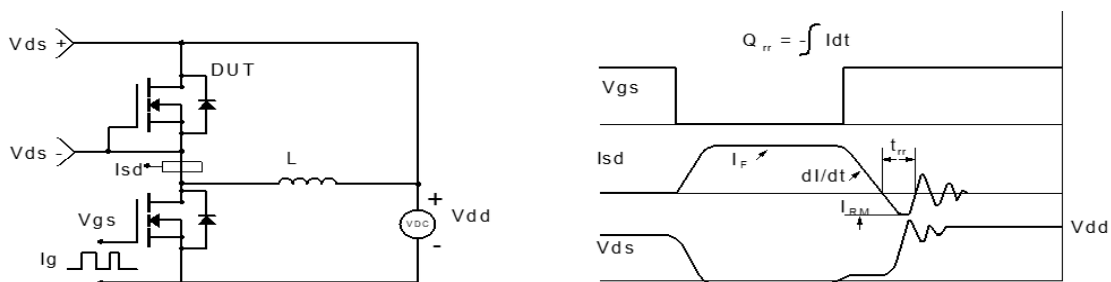 Vds +
DUT
Vds -
Isd
L
Vgs
Ig
+
VDC
-
Vdd
Q rr = - ∫ Idt
Vgs
Isd
I F
dI/dt
t rr
I RM
Vds
Vdd